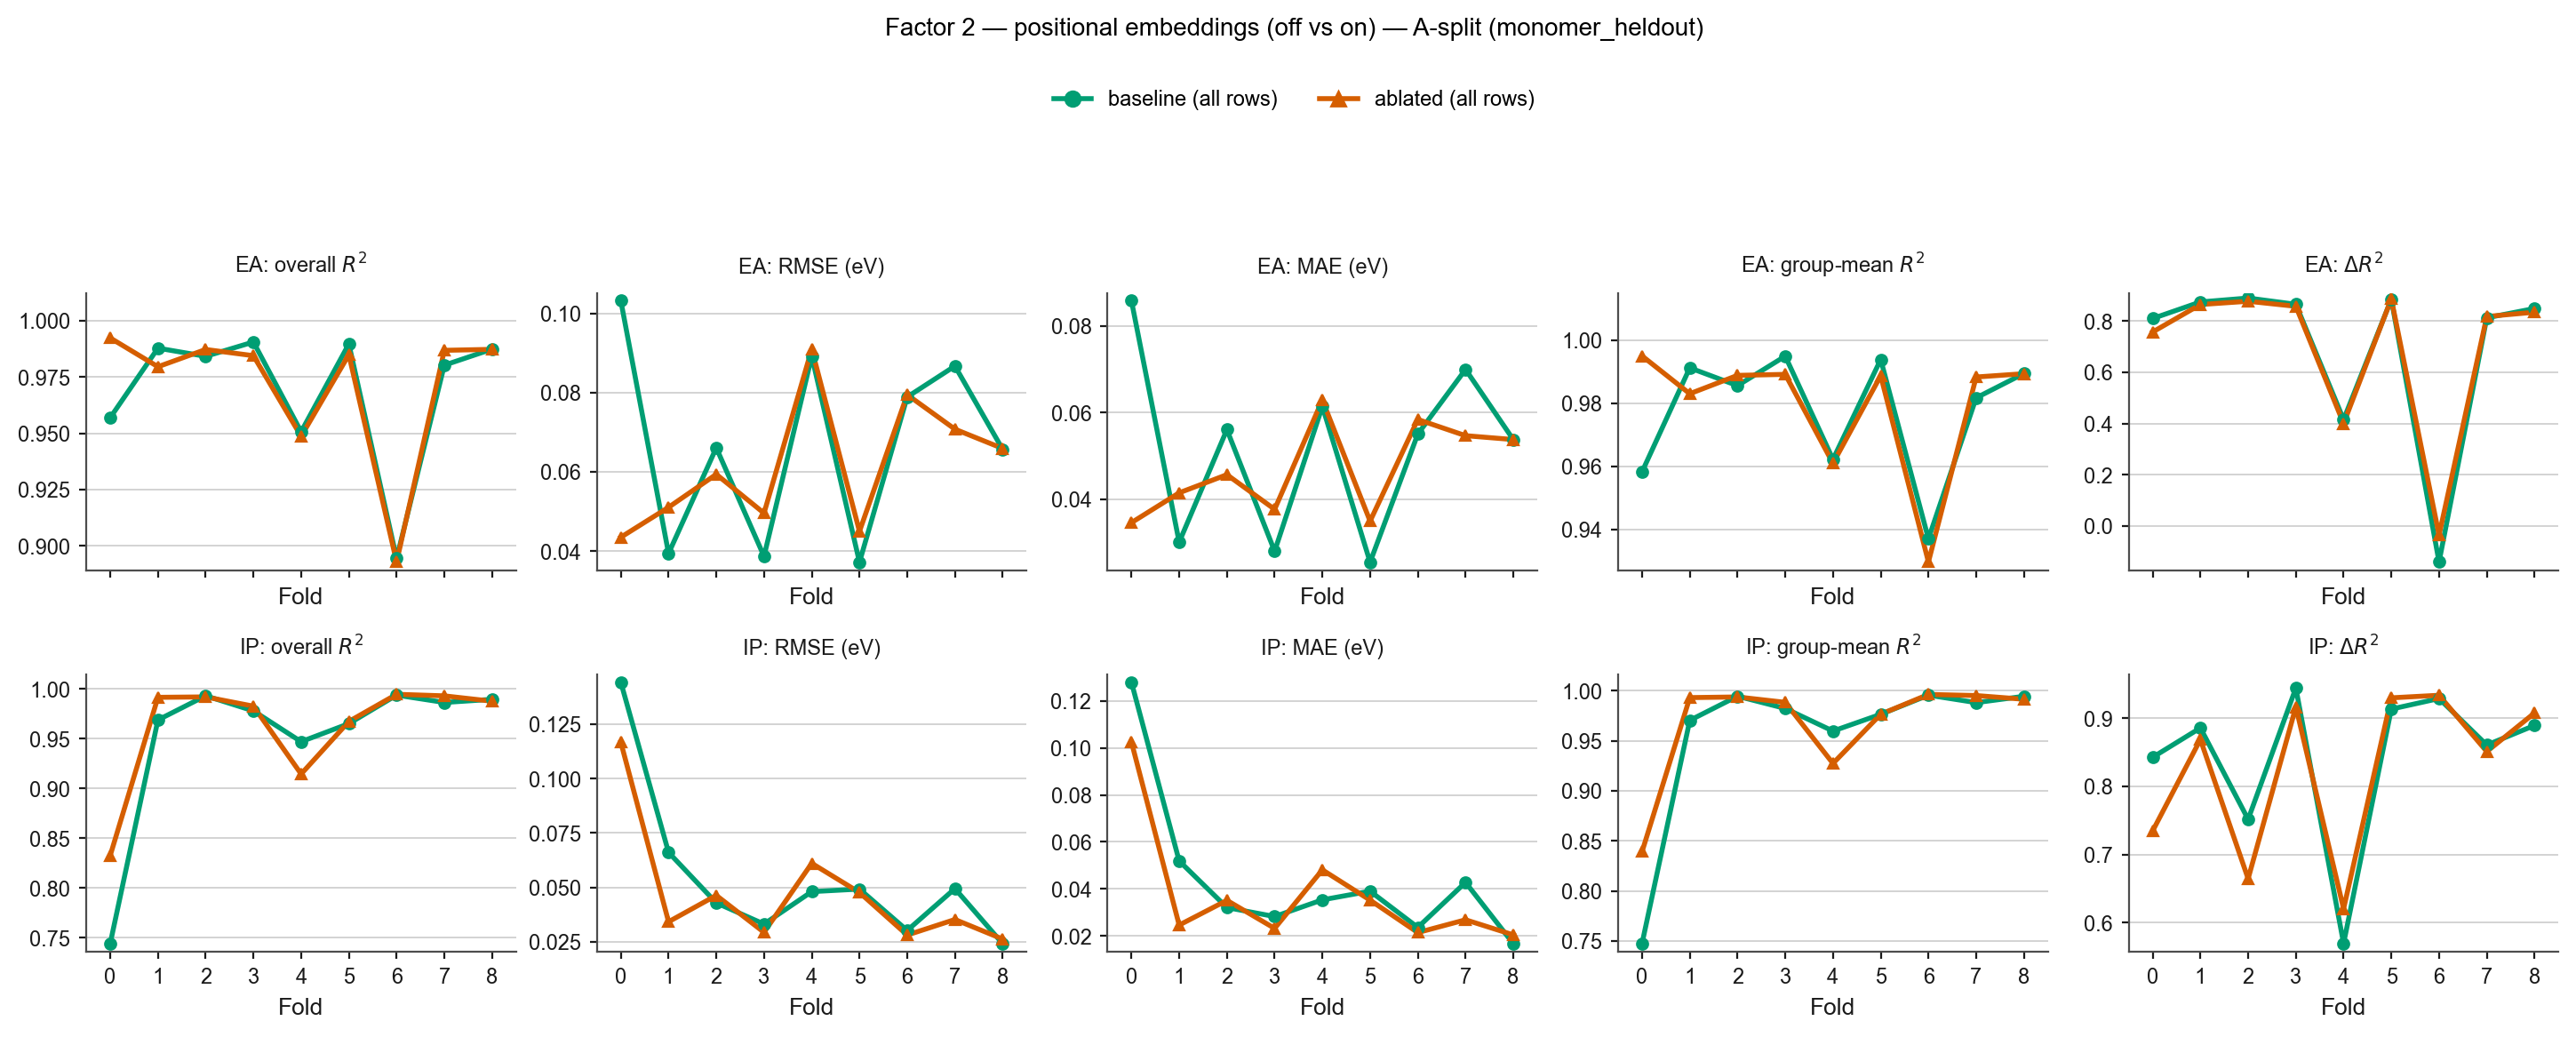 Factor 2 — positional embeddings (off vs on) — A-split (monomer_heldout)
baseline (all rows) ablated (all rows)
EA: overall R² EA: RMSE (eV) EA: MAE (eV) EA: group-mean R² EA: ΔR²
1.000
0.975
0.950
0.925
0.900
Fold
0.10
0.08
0.06
0.04
Fold
0.08
0.06
0.04
Fold
1.00
0.98
0.96
0.94
Fold
0.8
0.6
0.4
0.2
0.0
Fold
IP: overall R² IP: RMSE (eV) IP: MAE (eV) IP: group-mean R² IP: ΔR²
1.00
0.95
0.90
0.85
0.80
0.75
0 1 2 3 4 5 6 7 8
Fold
0.125
0.100
0.075
0.050
0.025
0 1 2 3 4 5 6 7 8
Fold
0.12
0.10
0.08
0.06
0.04
0.02
0 1 2 3 4 5 6 7 8
Fold
1.00
0.95
0.90
0.85
0.80
0.75
0 1 2 3 4 5 6 7 8
Fold
0.9
0.8
0.7
0.6
0 1 2 3 4 5 6 7 8
Fold